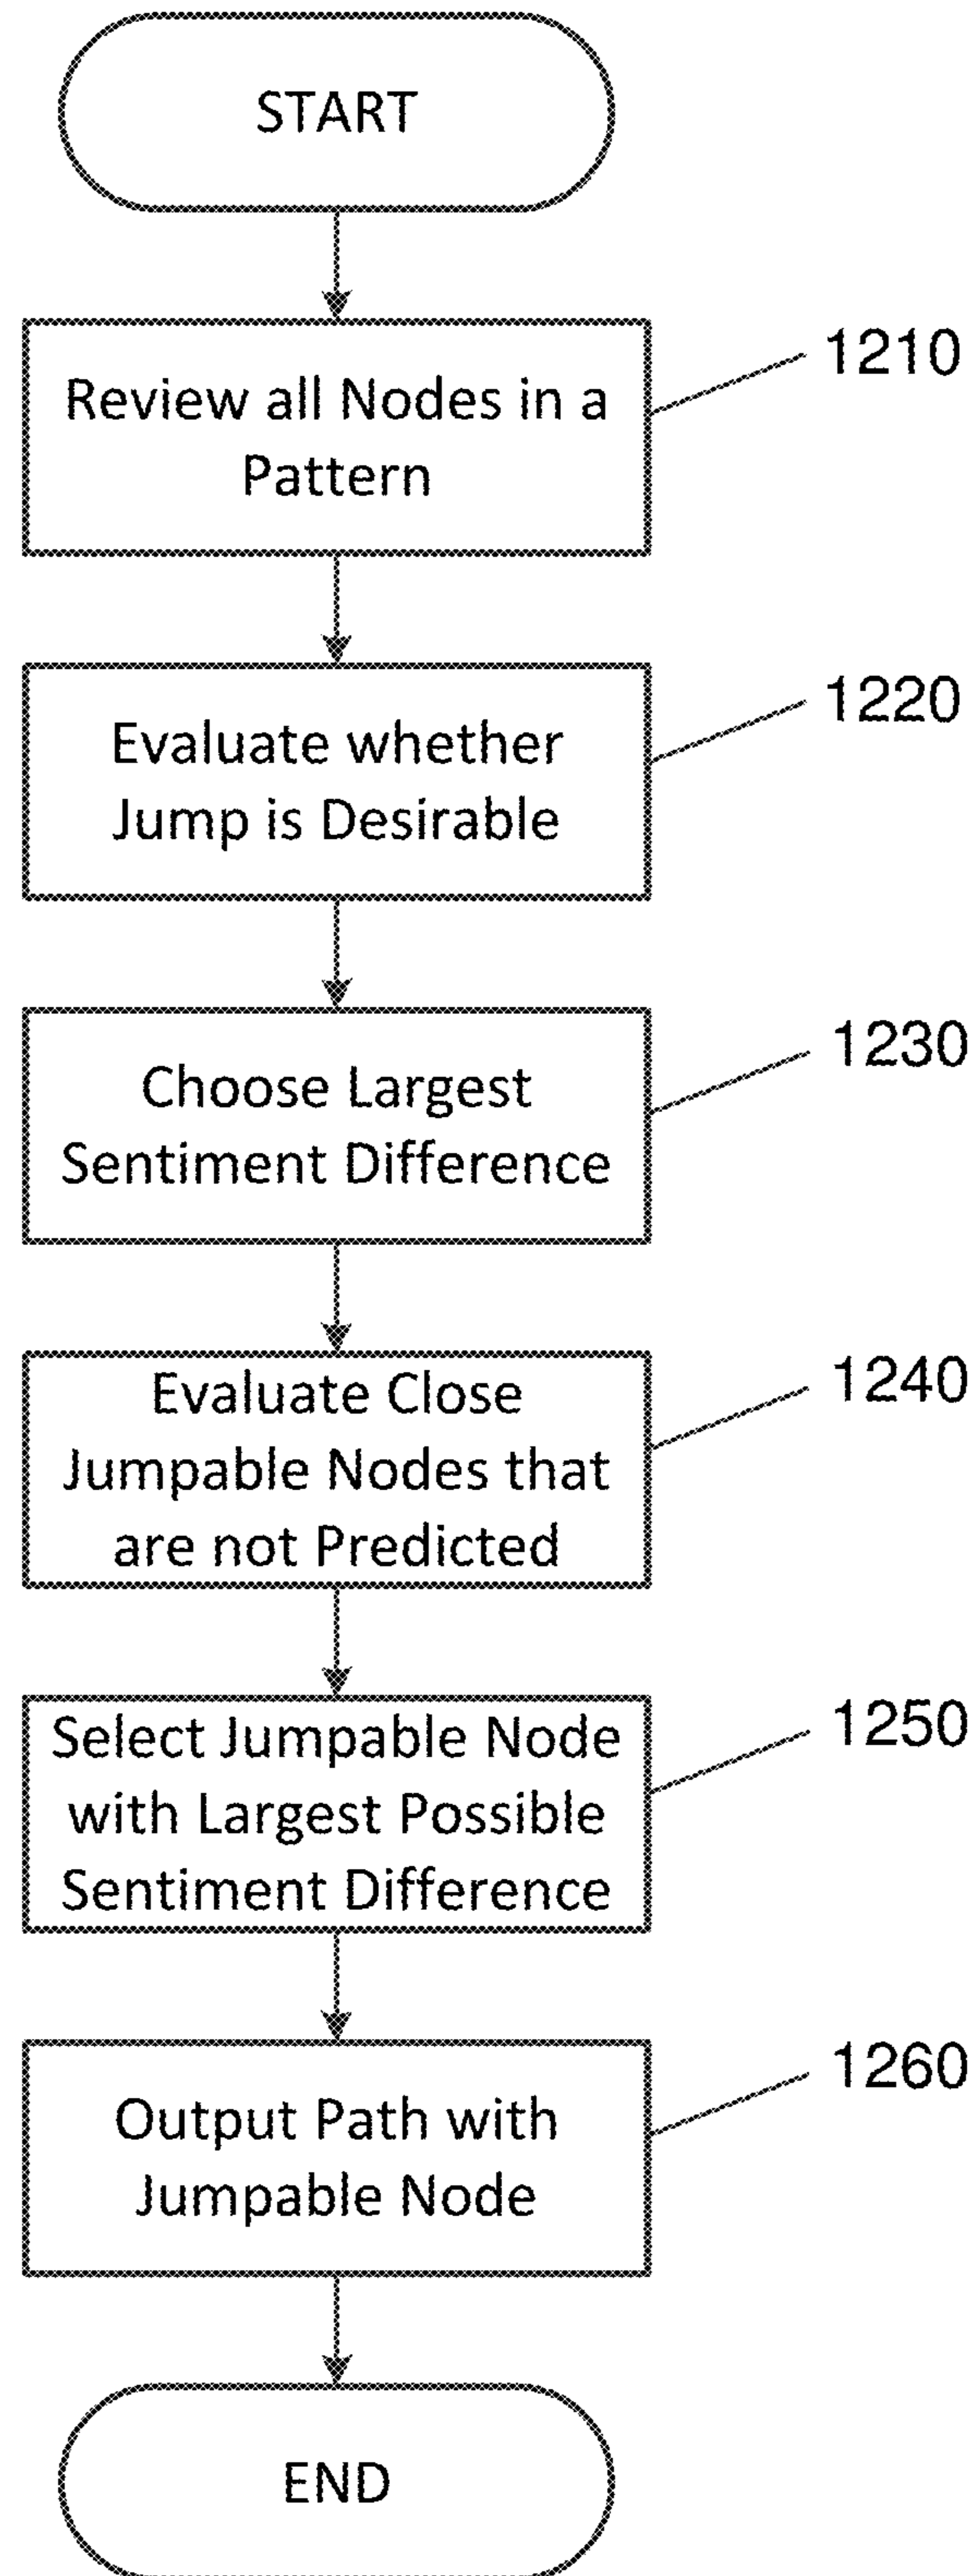 START
Review all Nodes in a
Pattern
1210
Evaluate whether
Jump is Desirable
1220
Choose Largest
Sentiment Difference
1230
Evaluate Close
Jumpable Nodes that
are not Predicted
1240
Select Jumpable Node
with Largest Possible
Sentiment Difference
1250
Output Path with
Jumpable Node
1260
END